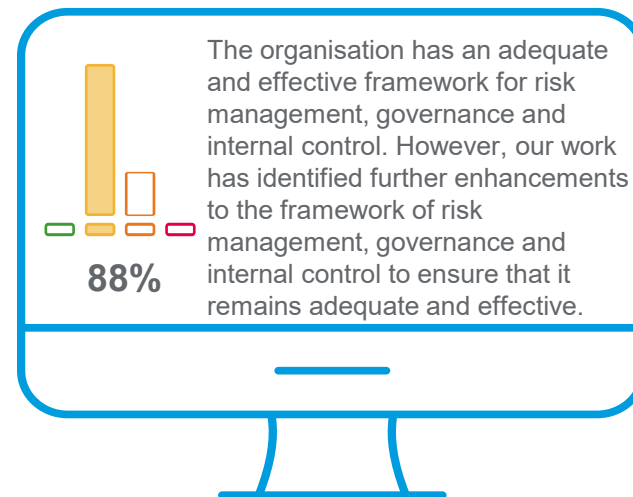 The organisation has an adequate
and effective framework for risk
management, governance and
internal control. However, our work
has identified further enhancements
to the framework of risk
management, governance and
internal control to ensure that it
remains adequate and effective.
88%